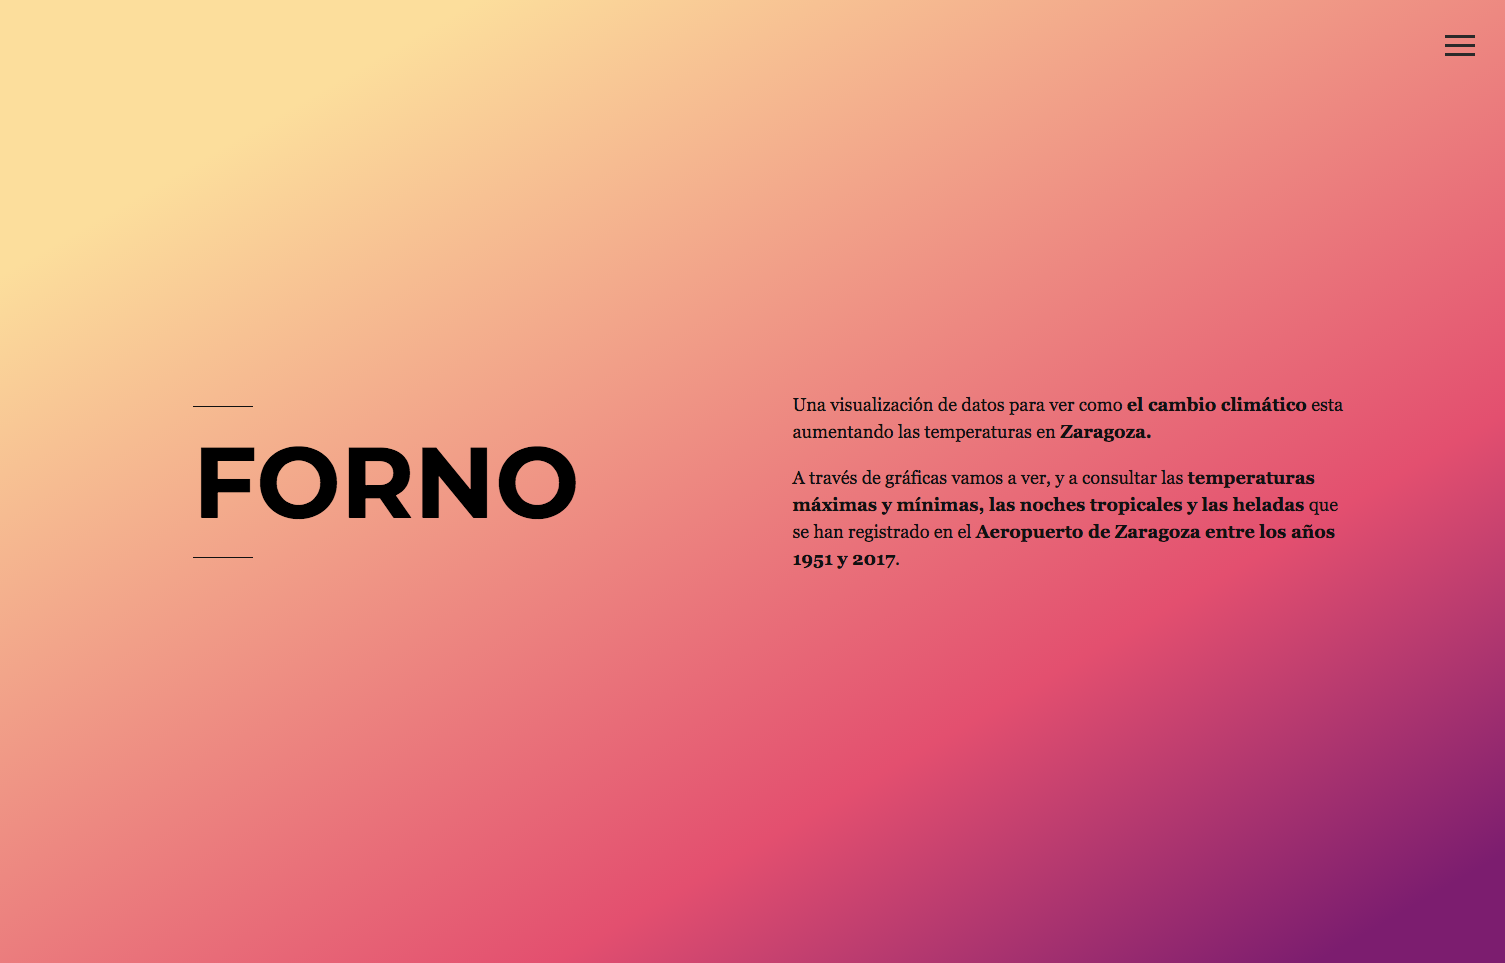 FORNO
Una visualización de datos para ver como el cambio climático esta
aumentando las temperaturas en Zaragoza.
A través de gráficas vamos a ver, y a consultar las temperaturas
máximas y mínimas, las noches tropicales y las heladas que
se han registrado en el Aeropuerto de Zaragoza entre los años
1951 y 2017.